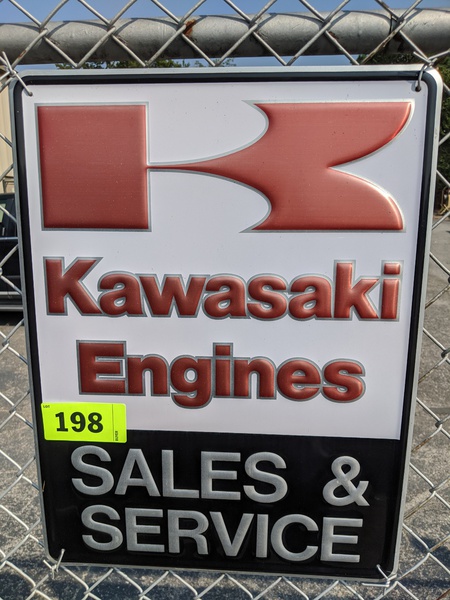 Kawasaki
Engines
198
SALES &
SERVICE